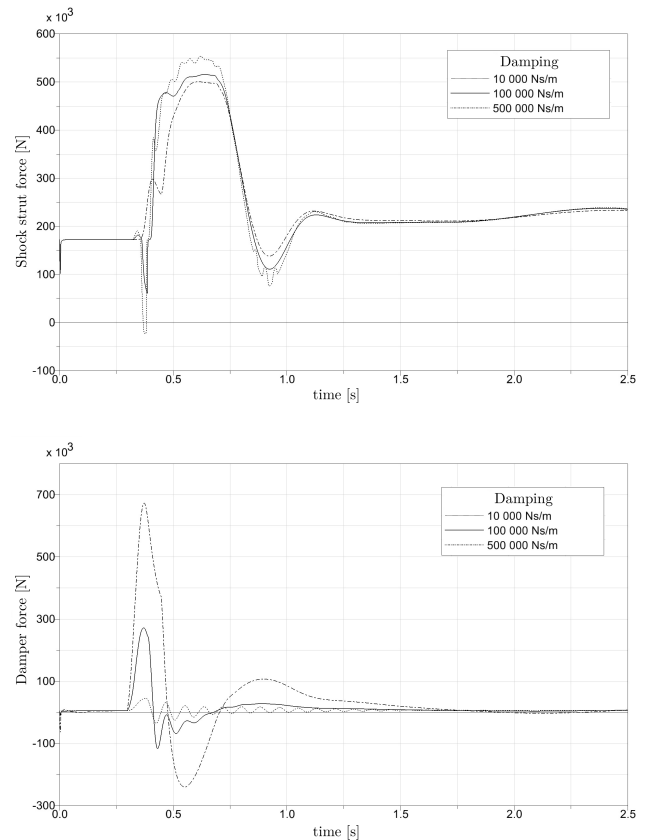 x 10³
600
500
400
300
200
100
0
-100
Shock strut force [N]
Damping
10 000 Ns/m
100 000 Ns/m
500 000 Ns/m
0.0 0.5 1.0 1.5 2.0 2.5
time [s]
x 10³
700
500
300
100
-100
-300
Damper force [N]
Damping
10 000 Ns/m
100 000 Ns/m
500 000 Ns/m
0.0 0.5 1.0 1.5 2.0 2.5
time [s]